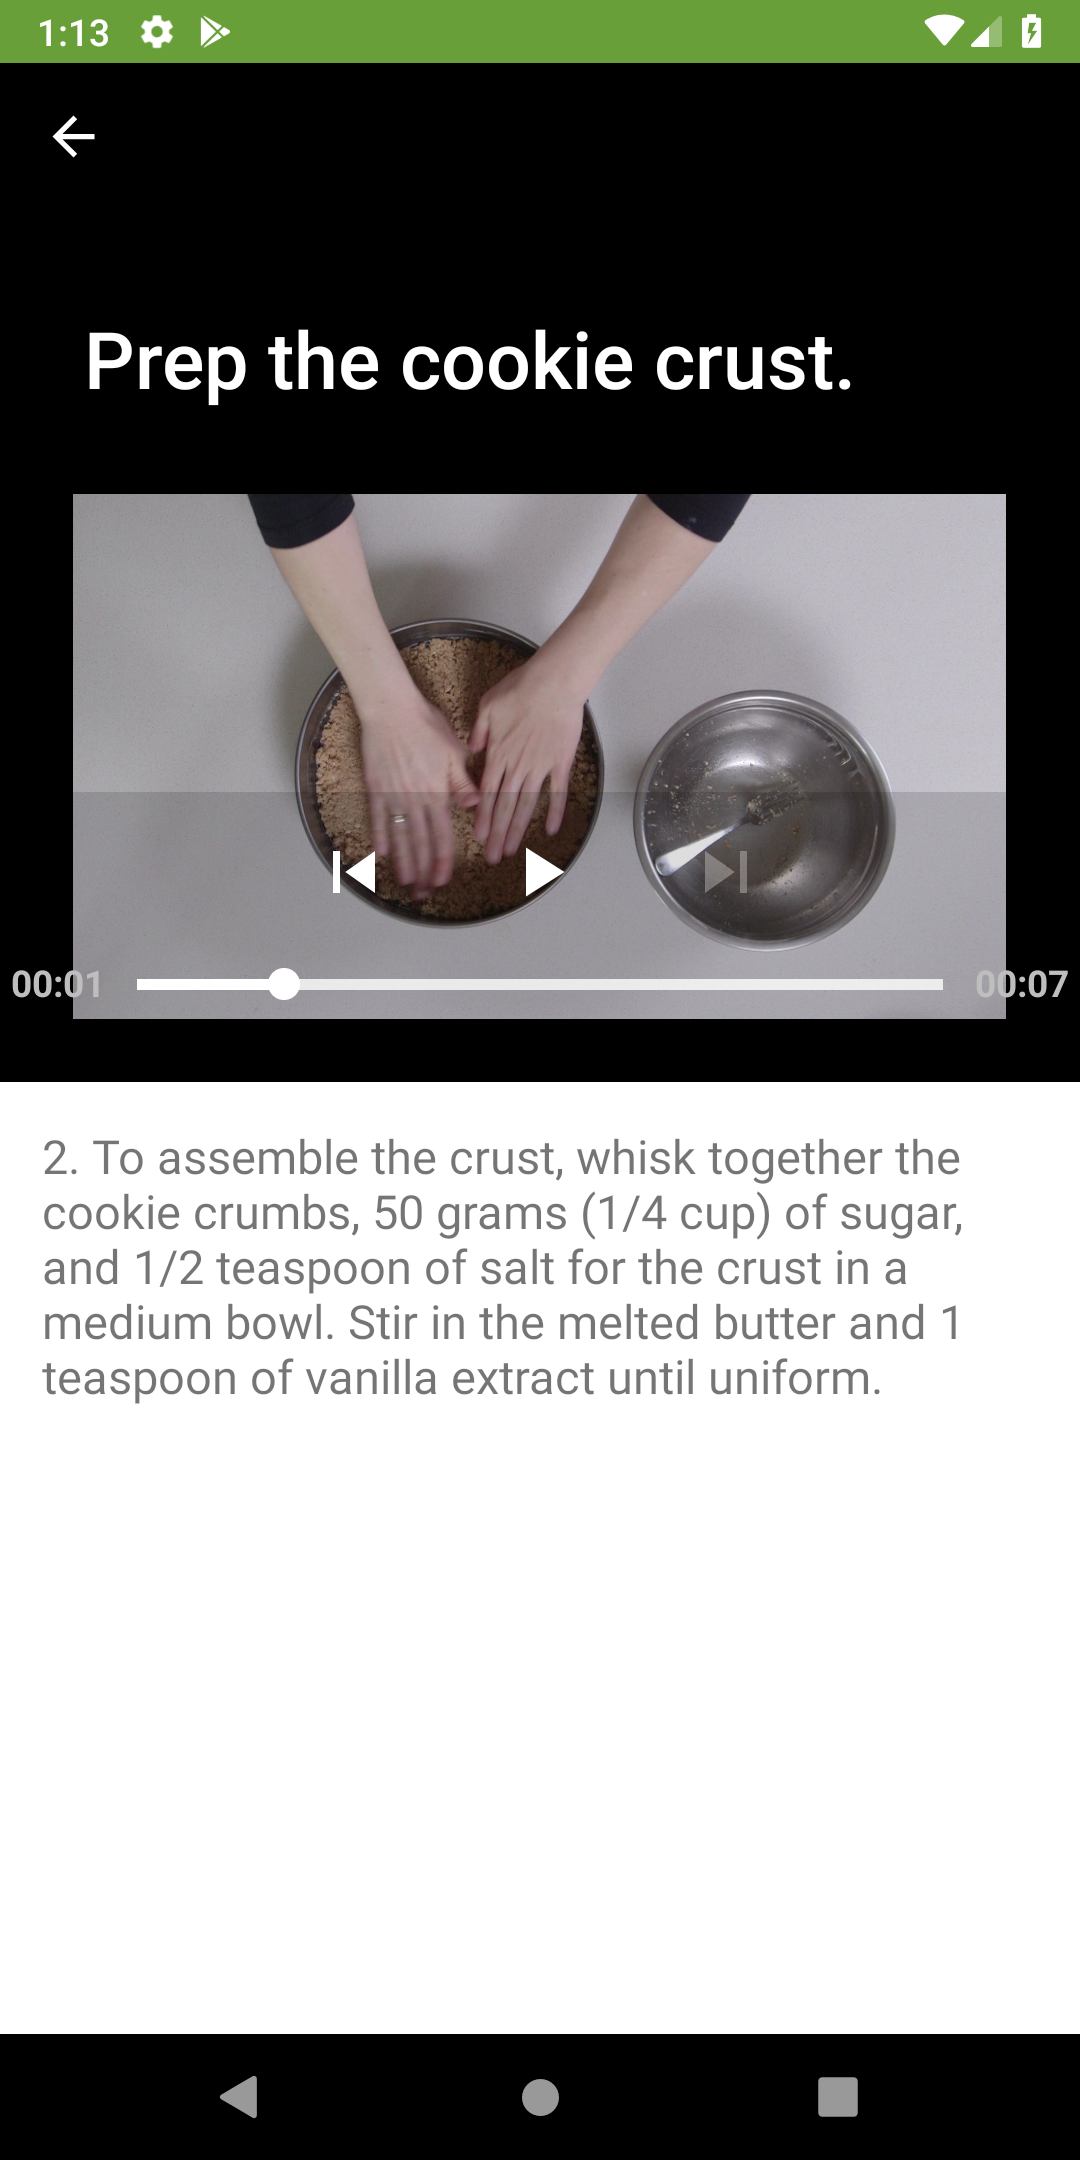 1:13
Prep the cookie crust.
00:01
00:07
2. To assemble the crust, whisk together the
cookie crumbs, 50 grams (1/4 cup) of sugar,
and 1/2 teaspoon of salt for the crust in a
medium bowl. Stir in the melted butter and 1
teaspoon of vanilla extract until uniform.